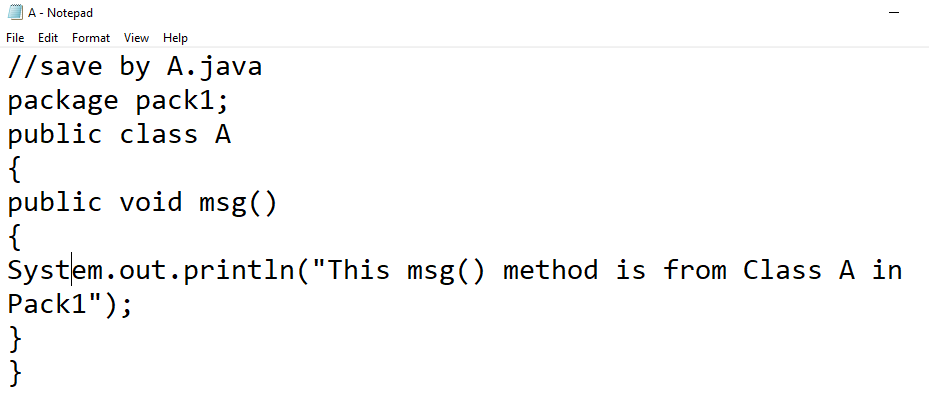 A - Notepad
File Edit Format View Help
//save by A.java
package pack1;
public class A
{
public void msg()
{
System.out.println("This msg() method is from Class A in
Pack1");
}
}